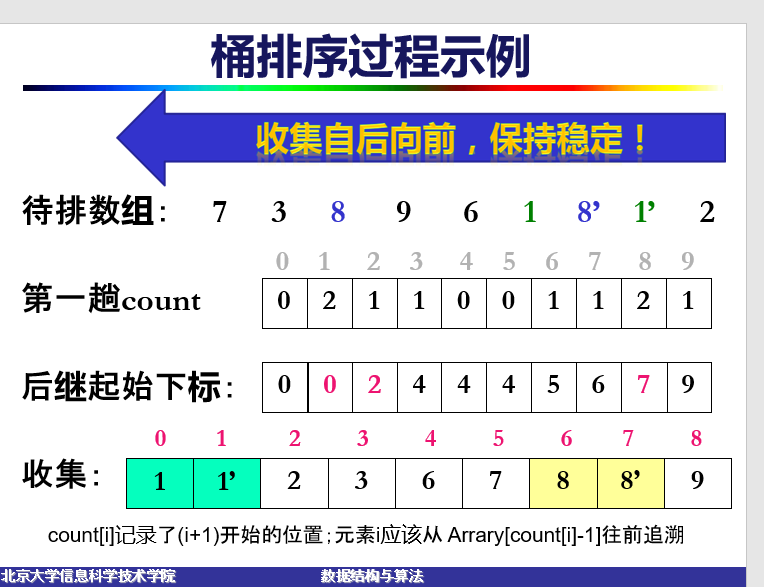 桶排序过程示例
收集自后向前，保持稳定！
待排数组： 7 3 8 9 6 1 8’ 1’ 2
0 1 2 3 4 5 6 7 8 9
第一趟count 0 2 1 1 0 0 1 1 2 1
后继起始下标： 0 0 2 4 4 4 5 6 7 9
0 1 2 3 4 5 6 7 8
收集： 1 1’ 2 3 6 7 8 8’ 9
count[i]记录了(i+1)开始的位置；元素i应该从 Arrary[count[i]-1]往前追溯
北京大学信息科学技术学院 数据结构与算法